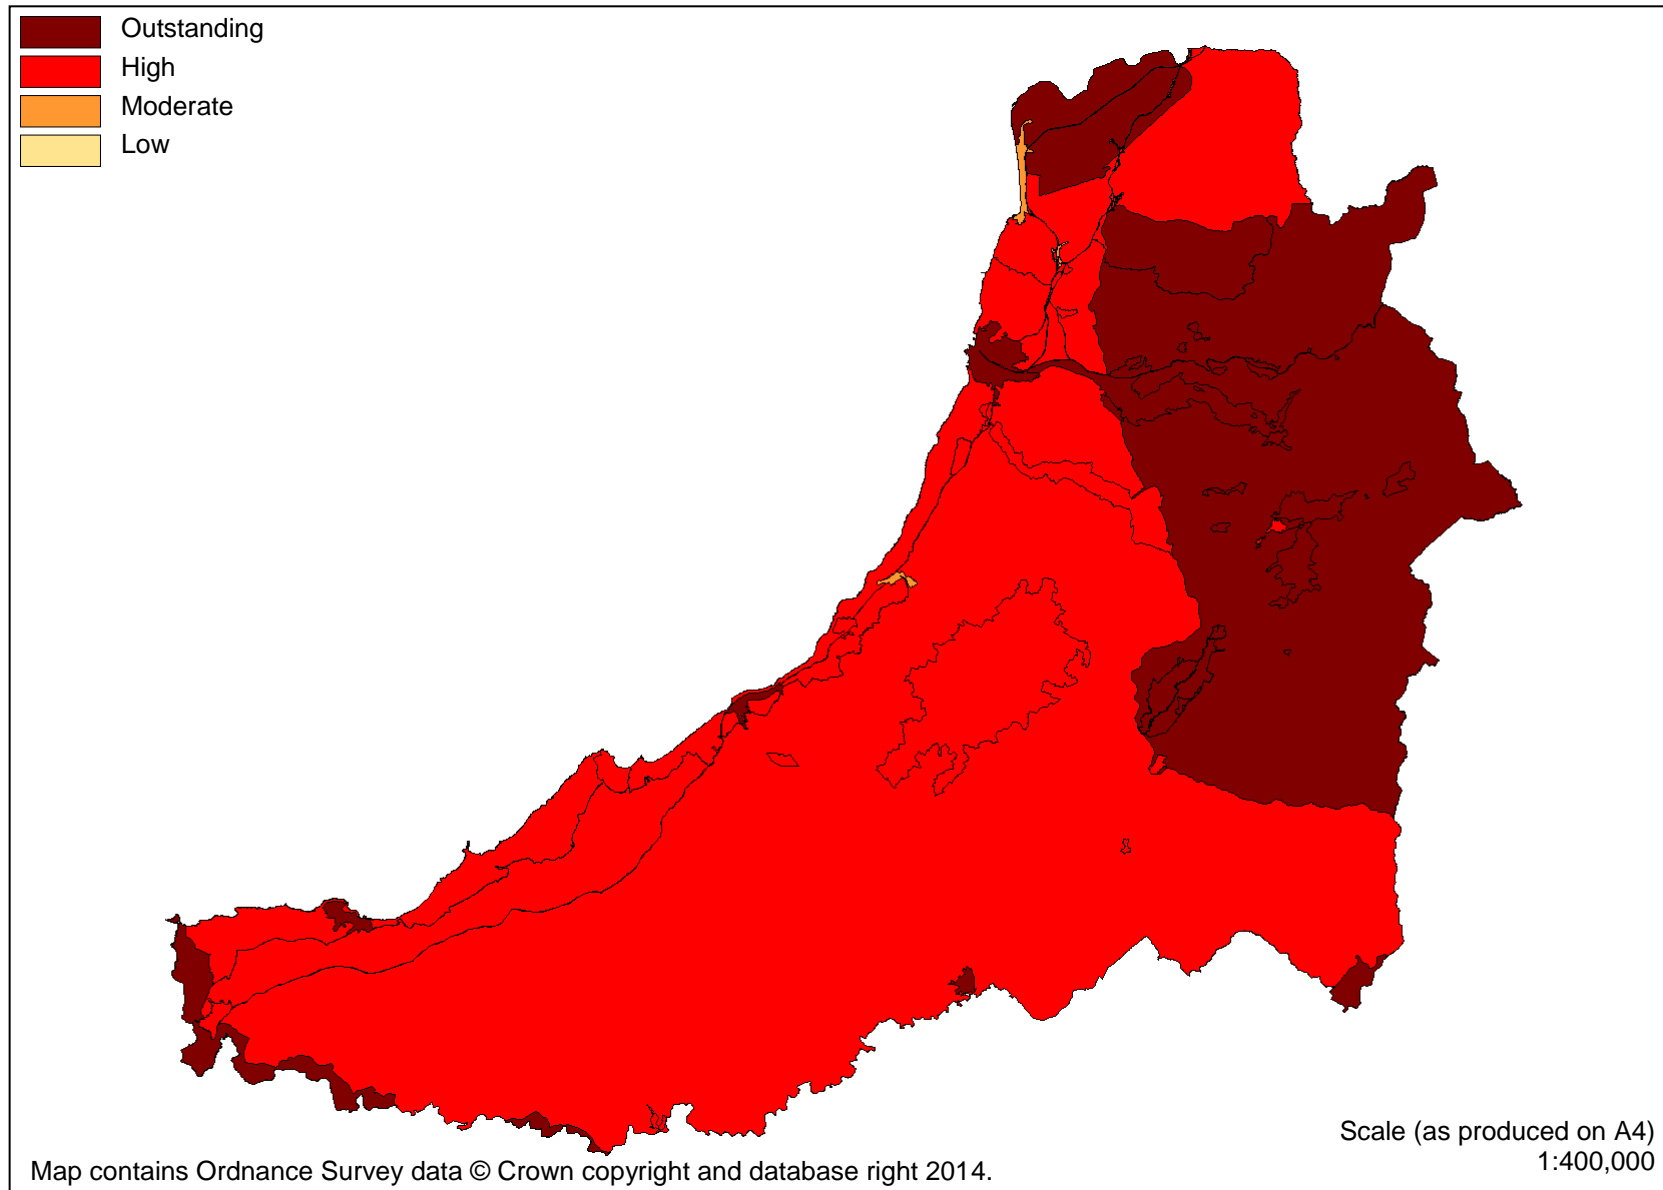 Outstanding
High
Moderate
Low
Scale (as produced on A4)
1:400,000
Map contains Ordnance Survey data © Crown copyright and database right 2014.